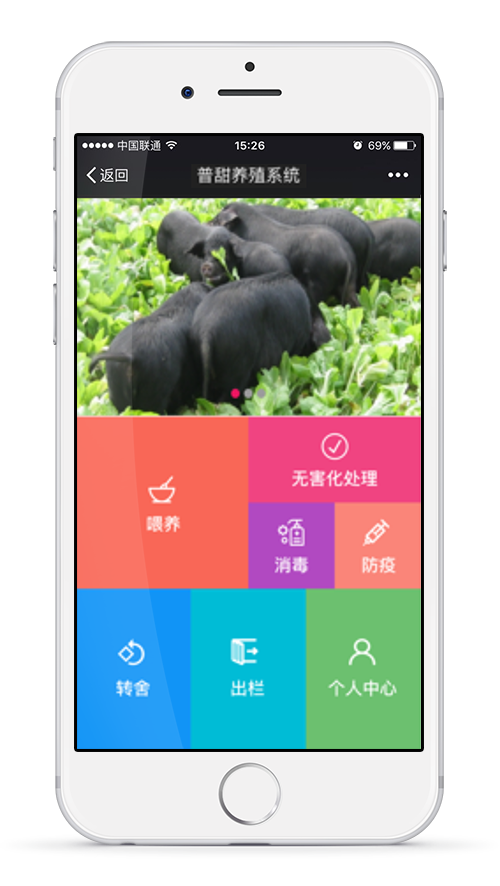 中国联通 15:26 69%
返回 普甜养殖系统
无害化处理
喂养
消毒 防疫
转舍 出栏 个人中心